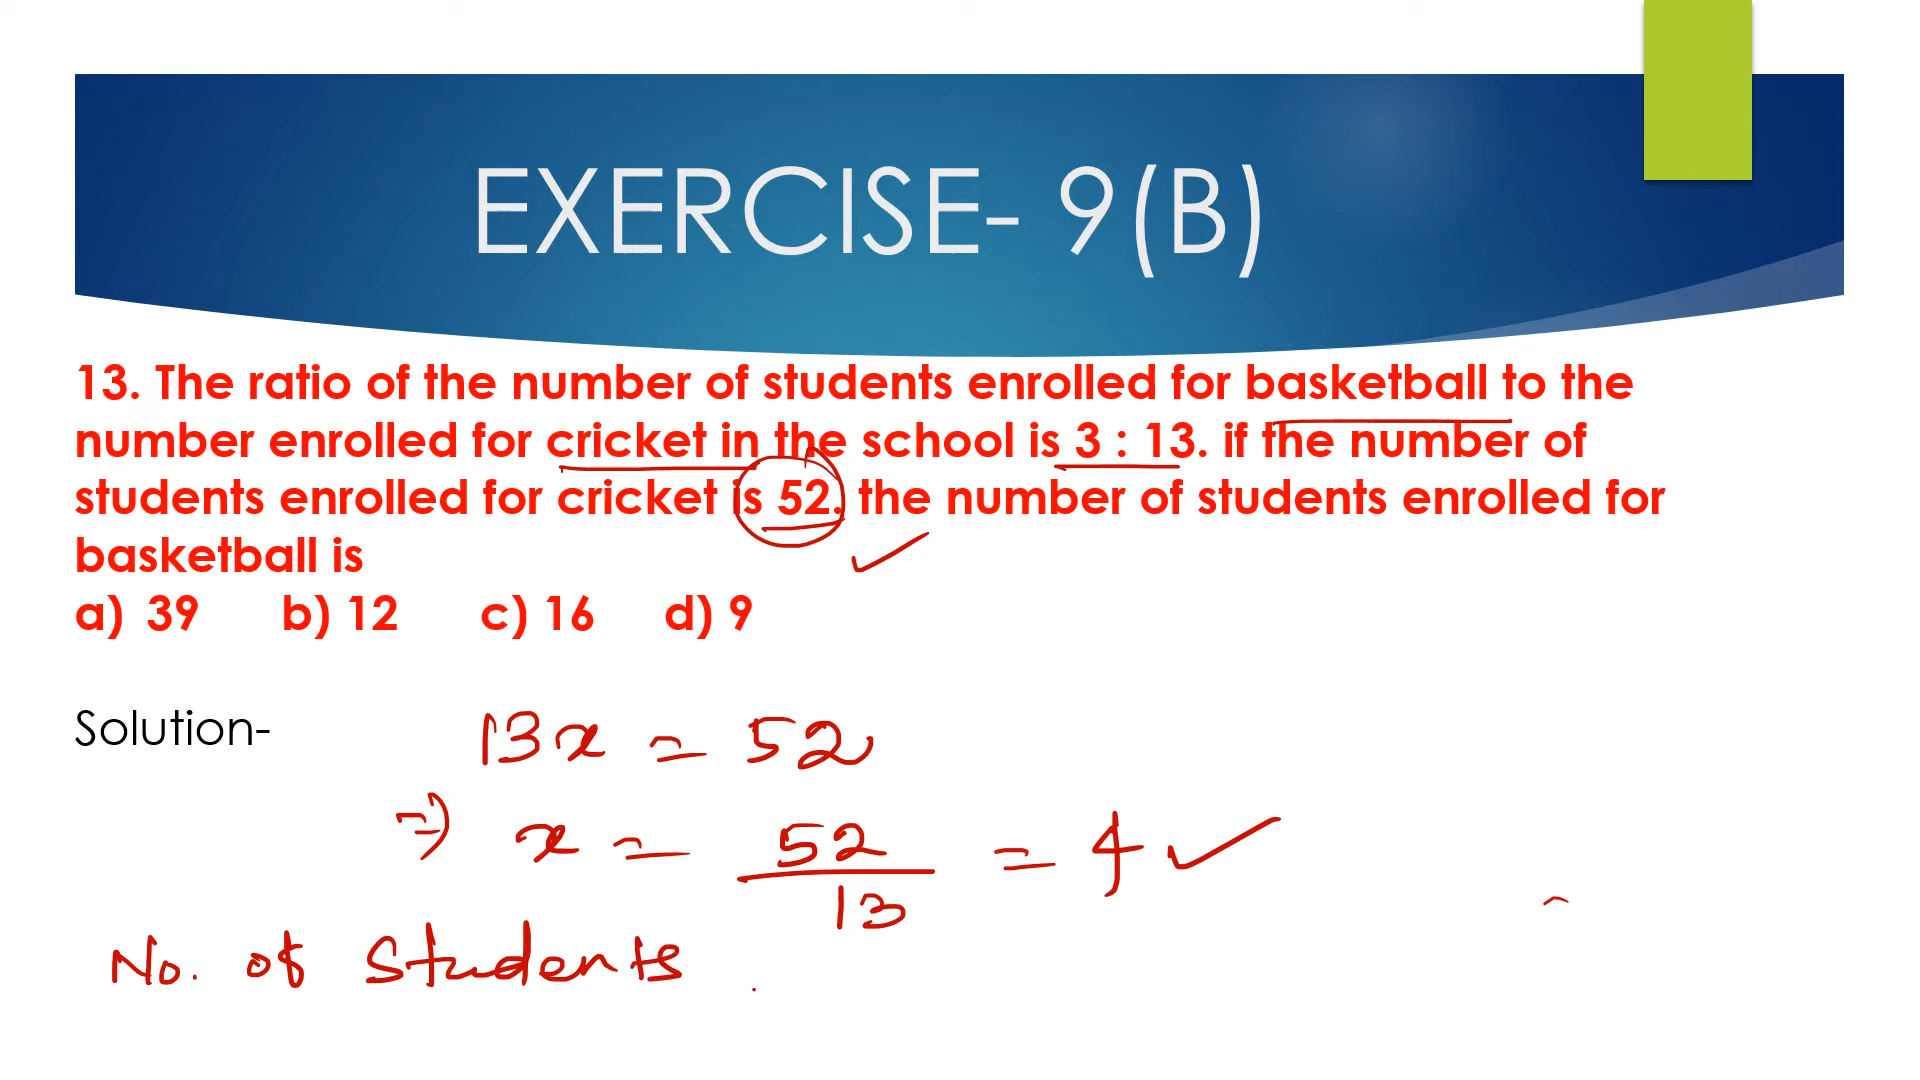 EXERCISE- 9(B)
13. The ratio of the number of students enrolled for basketball to the
number enrolled for cricket in the school is 3 : 13. if the number of
students enrolled for cricket is 52. the number of students enrolled for
basketball is
a) 39 b) 12 c) 16 d) 9
Solution-
13x = 52
⇒ x = 52/13 = 4 ✓
No. of Students